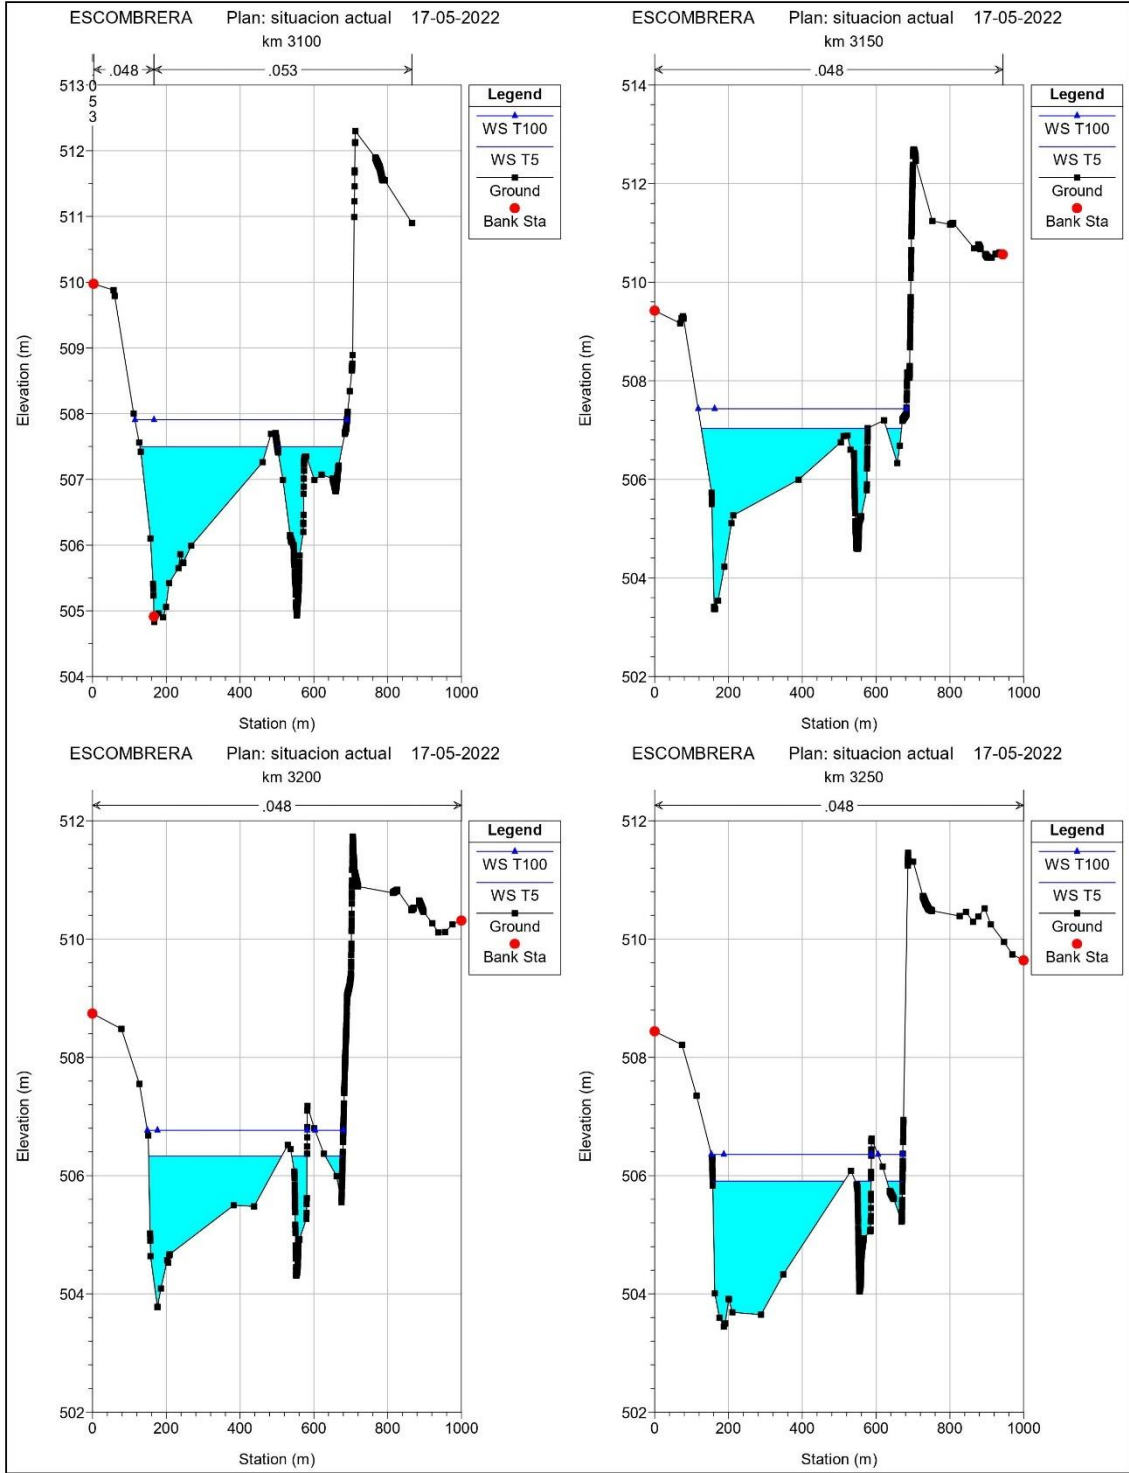 ESCOMBRERA Plan: situacion actual 17-05-2022
km 3100
.053
.048
.053
Legend
WS T100
WS T5
Ground
Bank Sta
Elevation (m)
513
512
511
510
509
508
507
506
505
504
0 200 400 600 800 1000
Station (m)
ESCOMBRERA Plan: situacion actual 17-05-2022
km 3150
.048
Legend
WS T100
WS T5
Ground
Bank Sta
Elevation (m)
514
512
510
508
506
504
502
0 200 400 600 800 1000
Station (m)
ESCOMBRERA Plan: situacion actual 17-05-2022
km 3200
.048
Legend
WS T100
WS T5
Ground
Bank Sta
Elevation (m)
512
510
508
506
504
502
0 200 400 600 800 1000
Station (m)
ESCOMBRERA Plan: situacion actual 17-05-2022
km 3250
.048
Legend
WS T100
WS T5
Ground
Bank Sta
Elevation (m)
512
510
508
506
504
502
0 200 400 600 800 1000
Station (m)